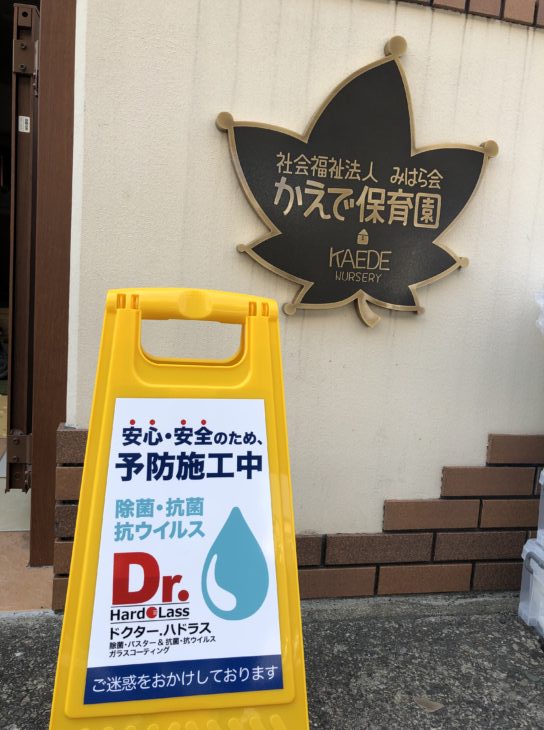 社会福祉法人 みはら会
かえで保育園
KAEDE
NURSERY
安心・安全のため、
予防施工中
除菌・抗菌
抗ウイルス
Dr.
Hard Lass
ドクター.ハドラス
除菌・バスター&抗菌・抗ウイルス
ガラスコーティング
ご迷惑をおかけしております